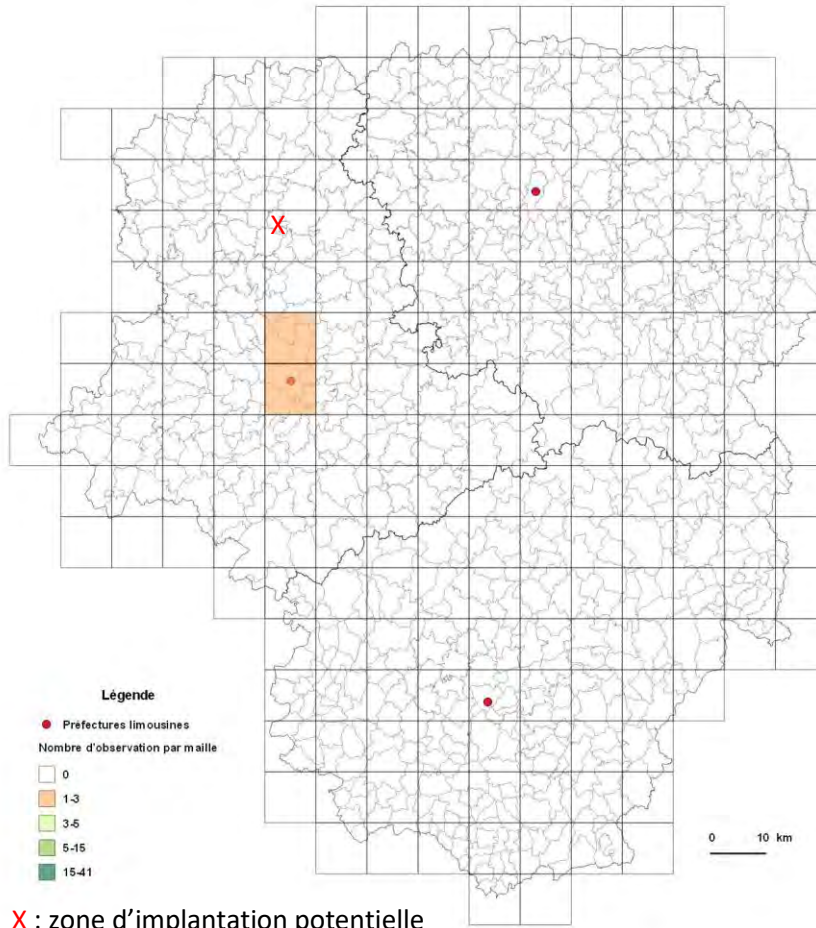 X
Légende
Préfectures limousines
Nombre d'observation par maille
0
1-3
3-5
5-15
15-41
0 10 km
X : zone d'implantation potentielle